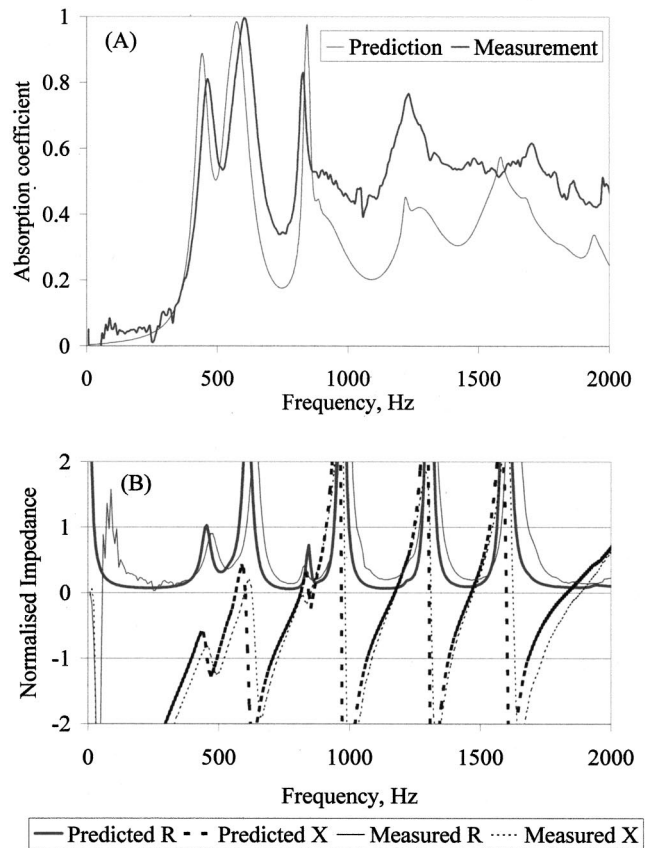 (A)
Prediction Measurement
Absorption coefficient
1
0.8
0.6
0.4
0.2
0
0 500 1000 1500 2000
Frequency, Hz
(B)
Normalised Impedance
2
1
0
-1
-2
0 500 1000 1500 2000
Frequency, Hz
Predicted R Predicted X Measured R Measured X